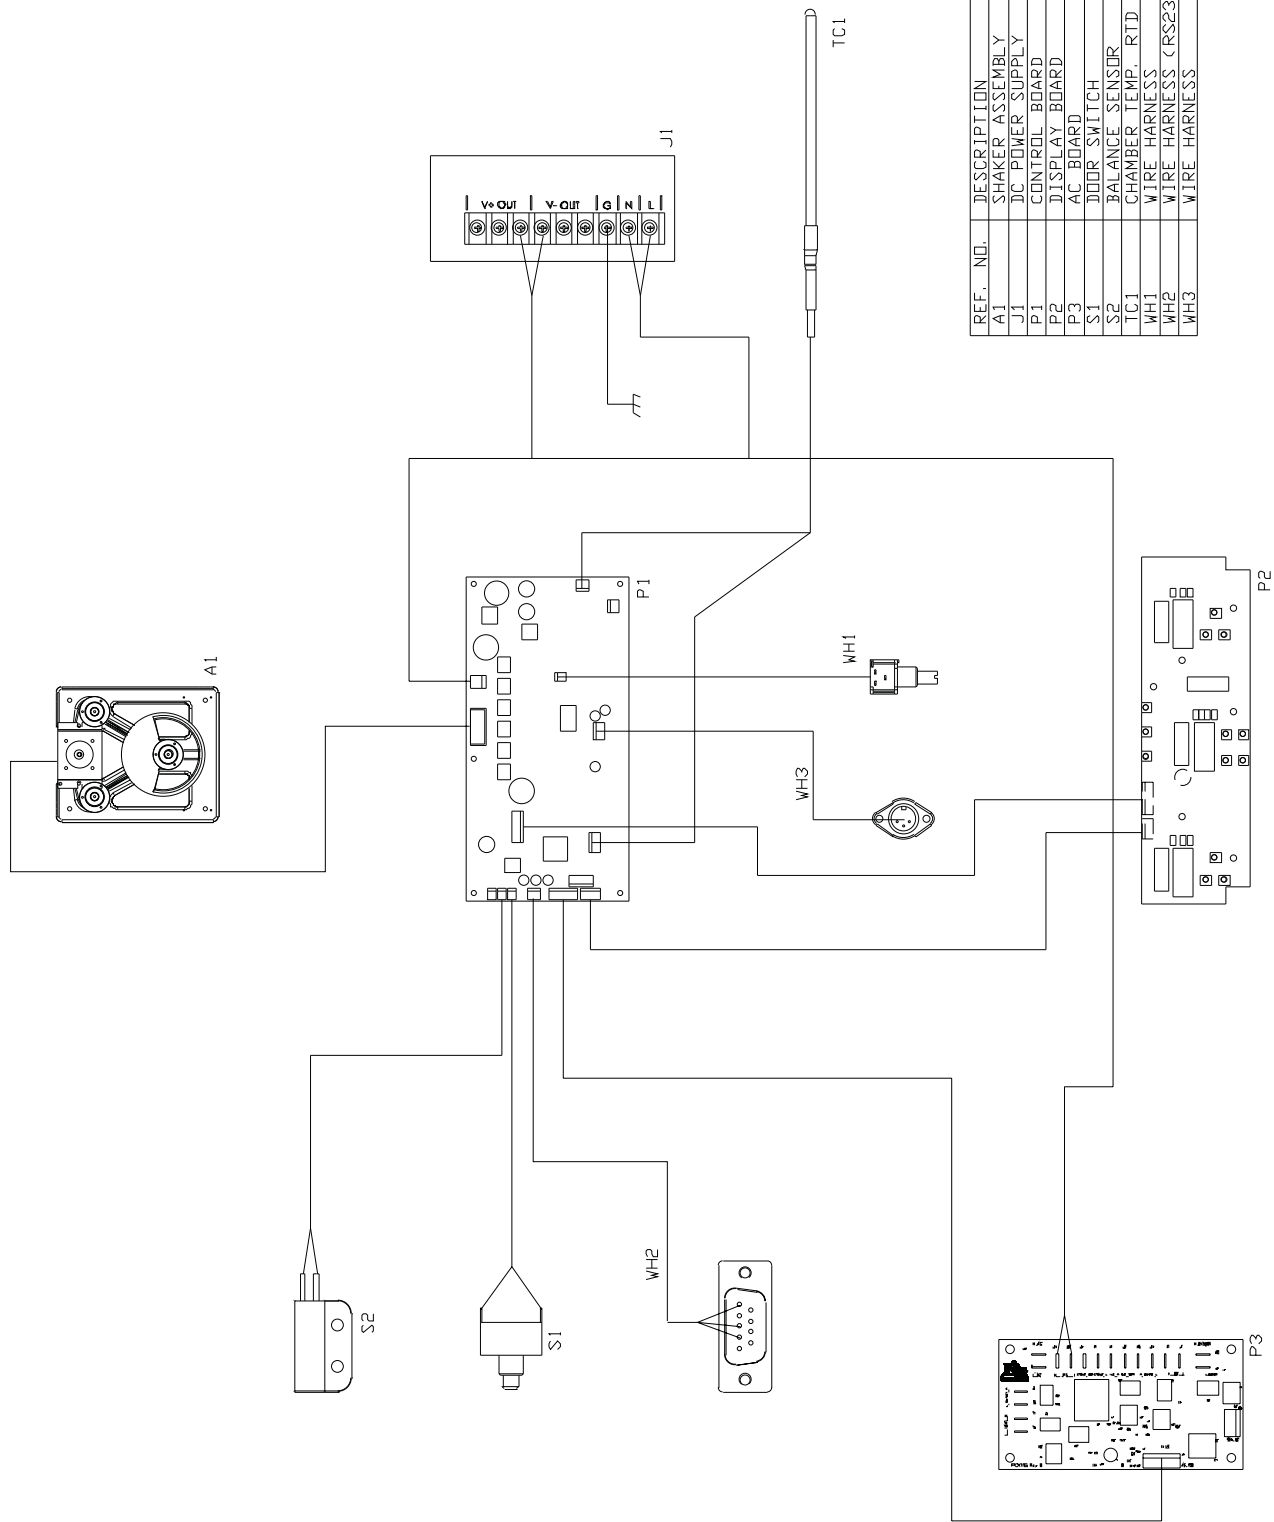 TC1
J1
V+ OUT
V- OUT
G
N
L
A1
P1
P2
WH1
WH3
WH2
S2
S1
P3
REF. NO. DESCRIPTION
A1 SHAKER ASSEMBLY
J1 DC POWER SUPPLY
P1 CONTROL BOARD
P2 DISPLAY BOARD
P3 AC BOARD
S1 DOOR SWITCH
S2 BALANCE SENSOR
TC1 CHAMBER TEMP. RTD
WH1 WIRE HARNESS
WH2 WIRE HARNESS (RS23
WH3 WIRE HARNESS